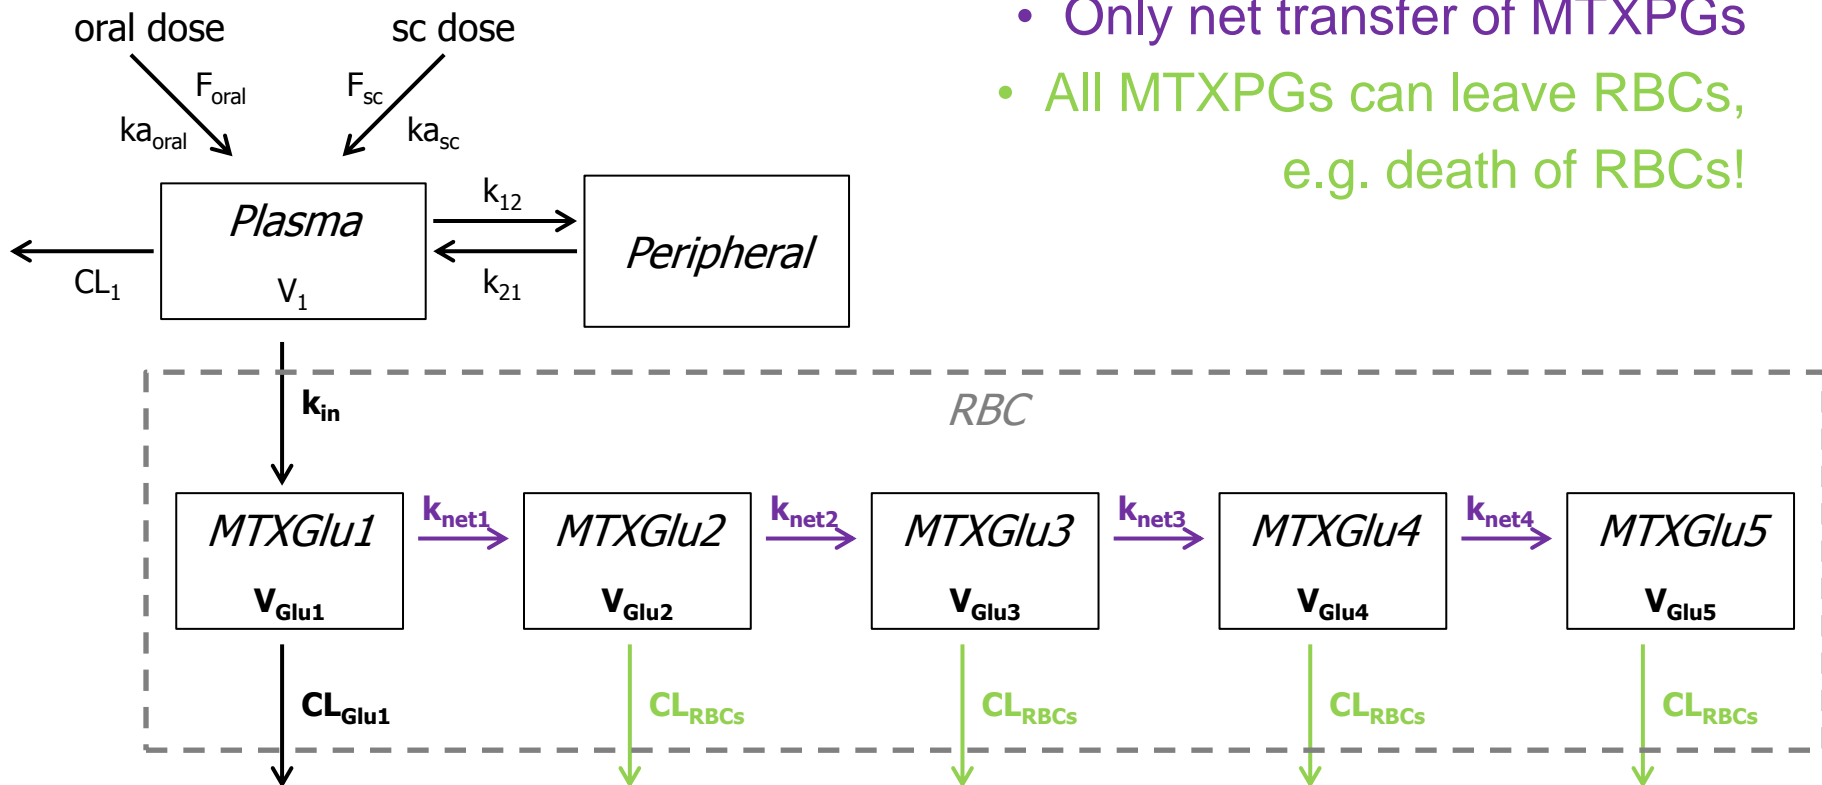 • Only net transfer of MTXPGs
• All MTXPGs can leave RBCs,
e.g. death of RBCs!
oral dose
sc dose
F_oral
F_sc
ka_oral
ka_sc
Plasma
V_1
k_12
k_21
Peripheral
CL_1
k_in
RBC
MTXGlu1
V_Glu1
k_net1
MTXGlu2
V_Glu2
k_net2
MTXGlu3
V_Glu3
k_net3
MTXGlu4
V_Glu4
k_net4
MTXGlu5
V_Glu5
CL_Glu1
CL_RBCs
CL_RBCs
CL_RBCs
CL_RBCs